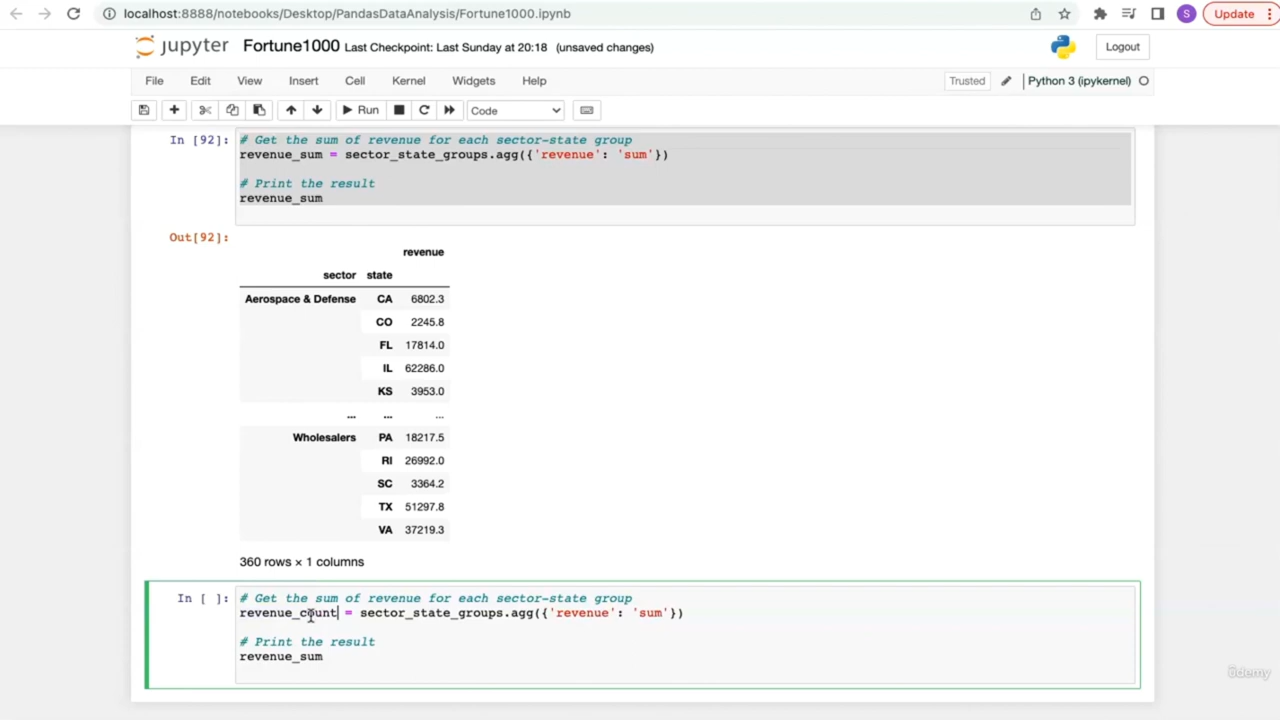 localhost:8888/notebooks/Desktop/PandasDataAnalysis/Fortune1000.ipynb
S
Update
jupyter Fortune1000 Last Checkpoint: Last Sunday at 20:18 (unsaved changes)
Logout
File Edit View Insert Cell Kernel Widgets Help
Trusted Python 3 (ipykernel)
Run Code
In [92]: # Get the sum of revenue for each sector-state group
revenue_sum = sector_state_groups.agg({'revenue': 'sum'})
# Print the result
revenue_sum
Out[92]:
revenue
sector state
Aerospace & Defense CA 6802.3
CO 2245.8
FL 17814.0
IL 62286.0
KS 3953.0
... ... ...
Wholesalers PA 18217.5
RI 26992.0
SC 3364.2
TX 51297.8
VA 37219.3
360 rows × 1 columns
In [ ]: # Get the sum of revenue for each sector-state group
revenue_count = sector_state_groups.agg({'revenue': 'sum'})
# Print the result
revenue_sum
ûdemy